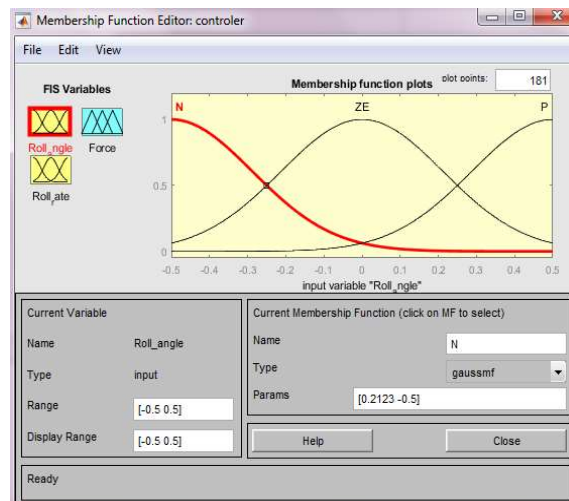 Membership Function Editor: controler
File Edit View
FIS Variables
Roll_angle
Force
Roll_rate
Membership function plots
plot points:
181
N
ZE
P
1
0.5
0
-0.5 -0.4 -0.3 -0.2 -0.1 0 0.1 0.2 0.3 0.4 0.5
input variable "Roll_angle"
Current Variable
Name Roll_angle
Type input
Range [-0.5 0.5]
Display Range [-0.5 0.5]
Current Membership Function (click on MF to select)
Name N
Type gaussmf
Params [0.2123 -0.5]
Help
Close
Ready